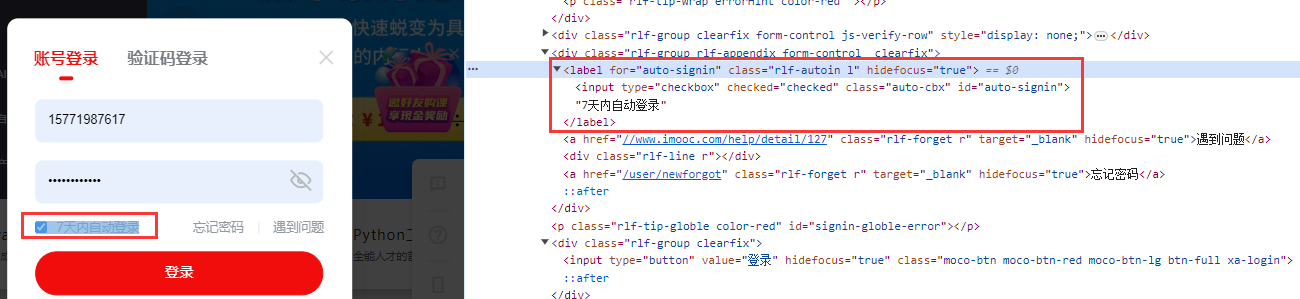 账号登录 验证码登录
15771987617
••••••••••••
7天内自动登录 忘记密码 遇到问题
登录
快速蜕变为具
的内
邀好友购课
享现金奖励
Python工
全能人才的
<p class="rlf-tip-wrap errorHint color-red "></p>
</div>
<div class="rlf-group clearfix form-control js-verify-row" style="display: none;">…</div>
<div class="rlf-group rlf-appendix form-control  clearfix">
<label for="auto-signin" class="rlf-autoin l" hidefocus="true"> == $0
<input type="checkbox" checked="checked" class="auto-cbx" id="auto-signin">
"7天内自动登录"
</label>
<a href="//www.imooc.com/help/detail/127" class="rlf-forget r" target="_blank" hidefocus="true">遇到问题</a>
<div class="rlf-line r"></div>
<a href="/user/newforgot" class="rlf-forget r" target="_blank" hidefocus="true">忘记密码</a>
::after
</div>
<p class="rlf-tip-globle color-red" id="signin-globle-error"></p>
<div class="rlf-group clearfix">
<input type="button" value="登录" hidefocus="true" class="moco-btn moco-btn-red moco-btn-lg btn-full xa-login">
::after
</div>